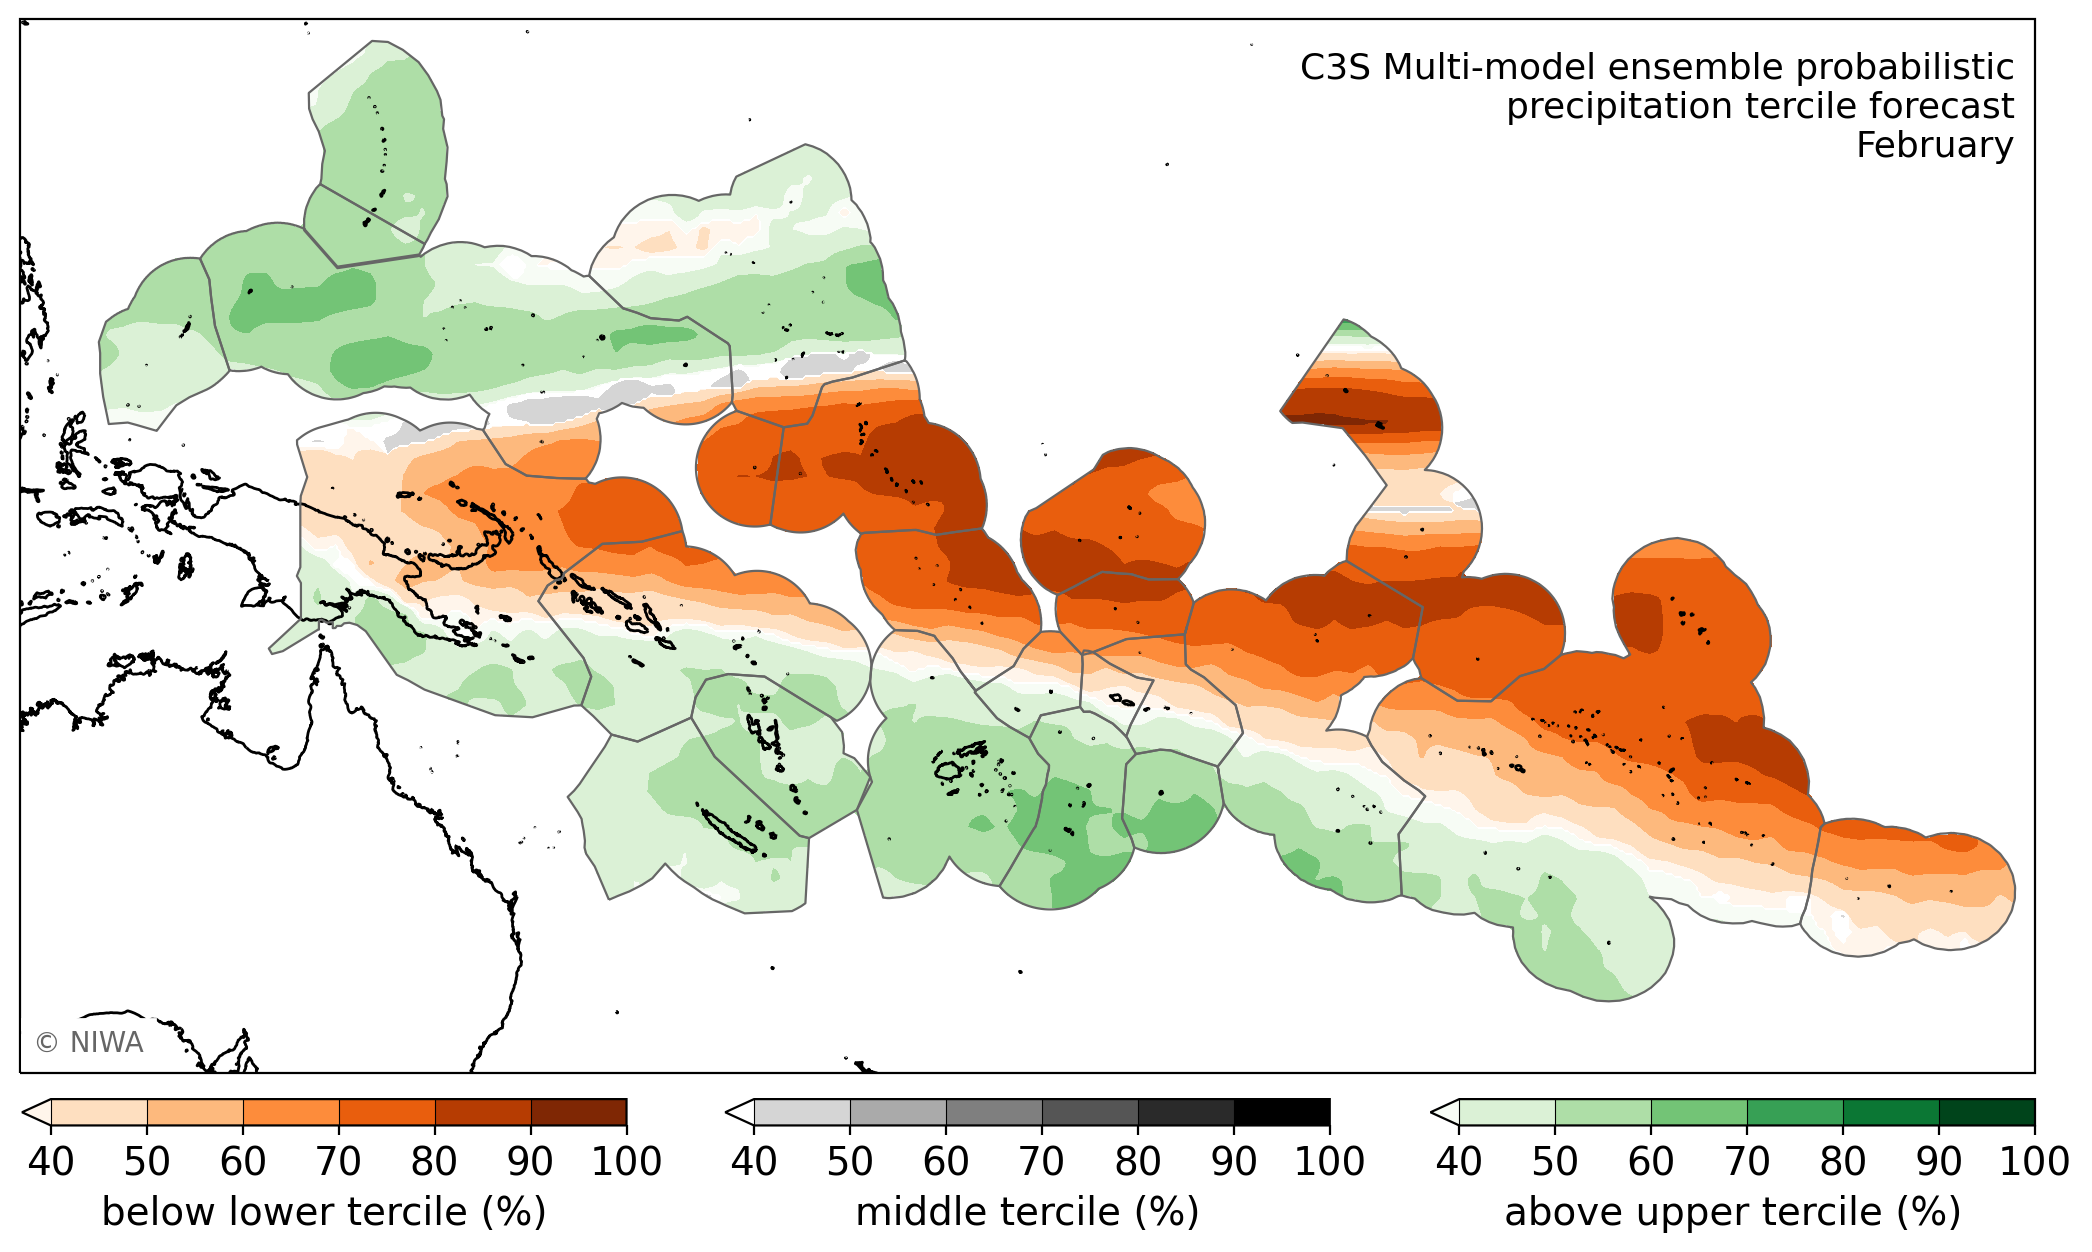 C3S Multi-model ensemble probabilistic
precipitation tercile forecast
February
© NIWA
40 50 60 70 80 90 100
below lower tercile (%)
40 50 60 70 80 90 100
middle tercile (%)
40 50 60 70 80 90 100
above upper tercile (%)